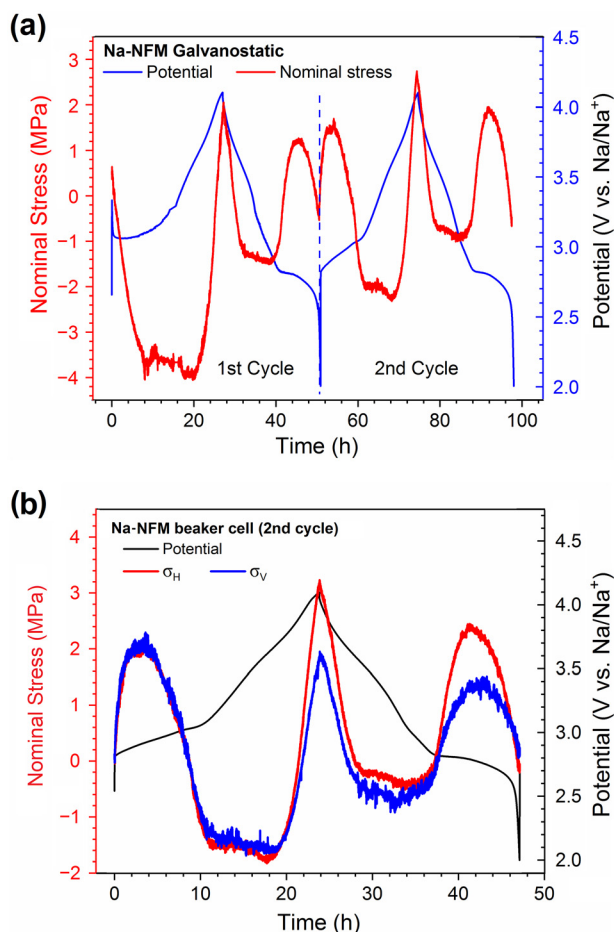 (a)
Na-NFM Galvanostatic
Potential Nominal stress
3
2
1
0
−1
−2
−3
−4
Nominal Stress (MPa)
4.5
4.0
3.5
3.0
2.5
2.0
Potential (V vs. Na/Na⁺)
1st Cycle 2nd Cycle
0 20 40 60 80 100
Time (h)
(b)
Na-NFM beaker cell (2nd cycle)
Potential
σH σV
4
3
2
1
0
−1
−2
Nominal Stress (MPa)
4.5
4.0
3.5
3.0
2.5
2.0
Potential (V vs. Na/Na⁺)
0 10 20 30 40 50
Time (h)